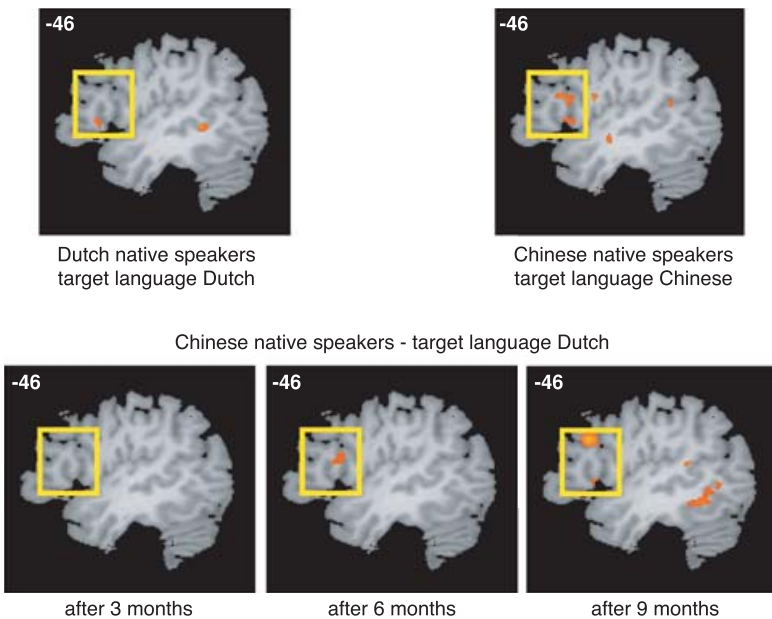 -46
-46
Dutch native speakers
target language Dutch
Chinese native speakers
target language Chinese
Chinese native speakers - target language Dutch
-46
-46
-46
after 3 months
after 6 months
after 9 months